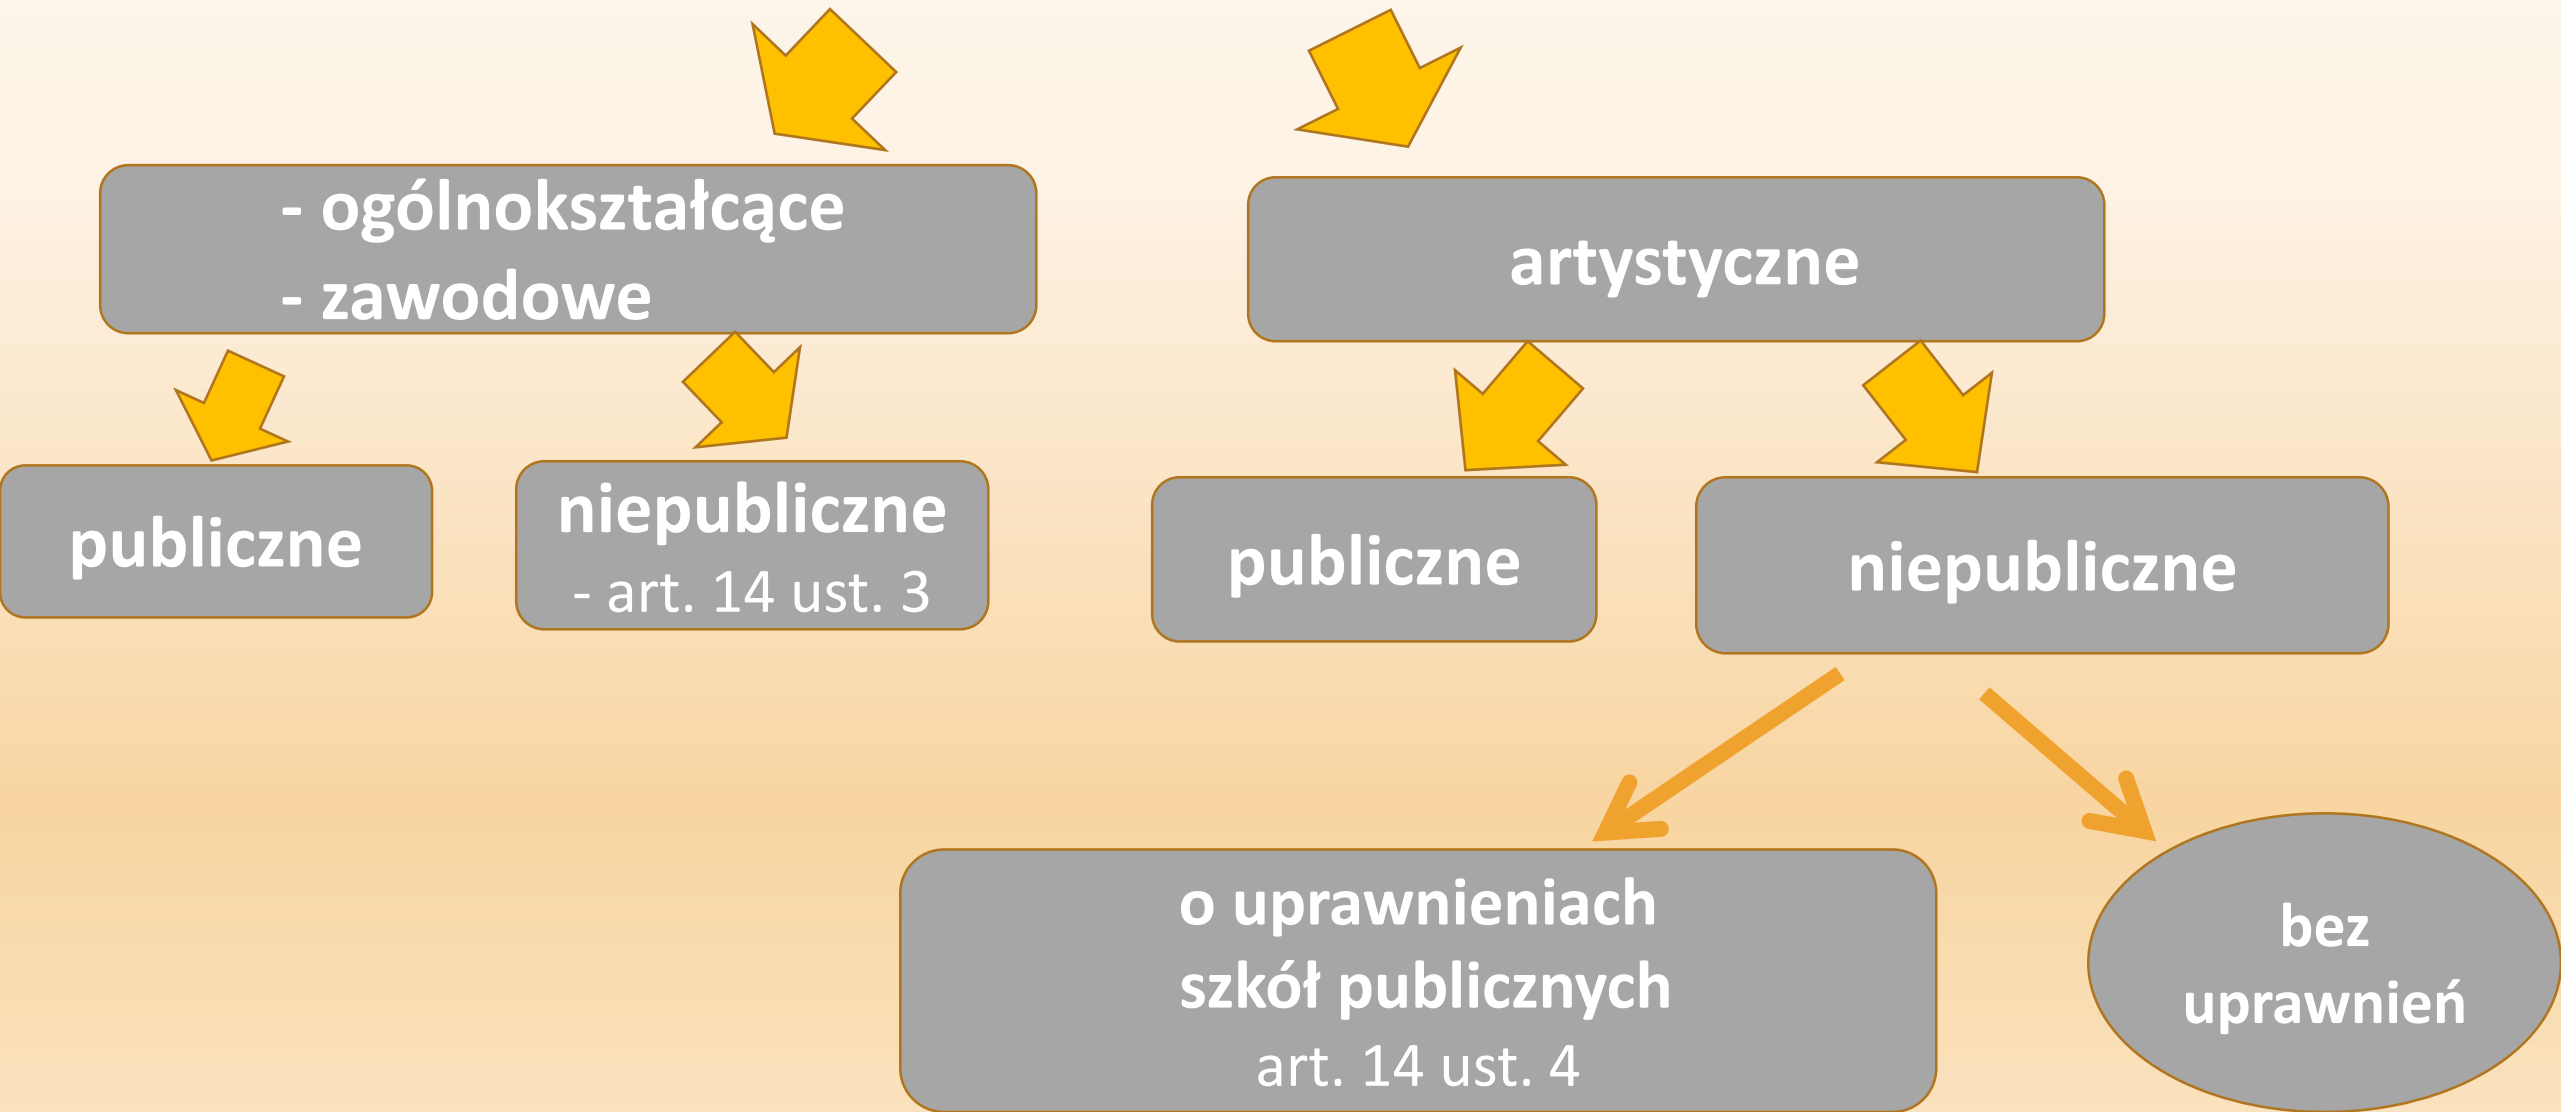 - ogólnokształcące
- zawodowe
artystyczne
publiczne
niepubliczne
- art. 14 ust. 3
publiczne
niepubliczne
o uprawnieniach
szkół publicznych
art. 14 ust. 4
bez
uprawnień